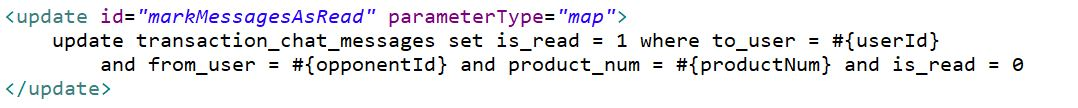 <update id="markMessagesAsRead" parameterType="map">
    update transaction_chat_messages set is_read = 1 where to_user = #{userId}
        and from_user = #{opponentId} and product_num = #{productNum} and is_read = 0
</update>